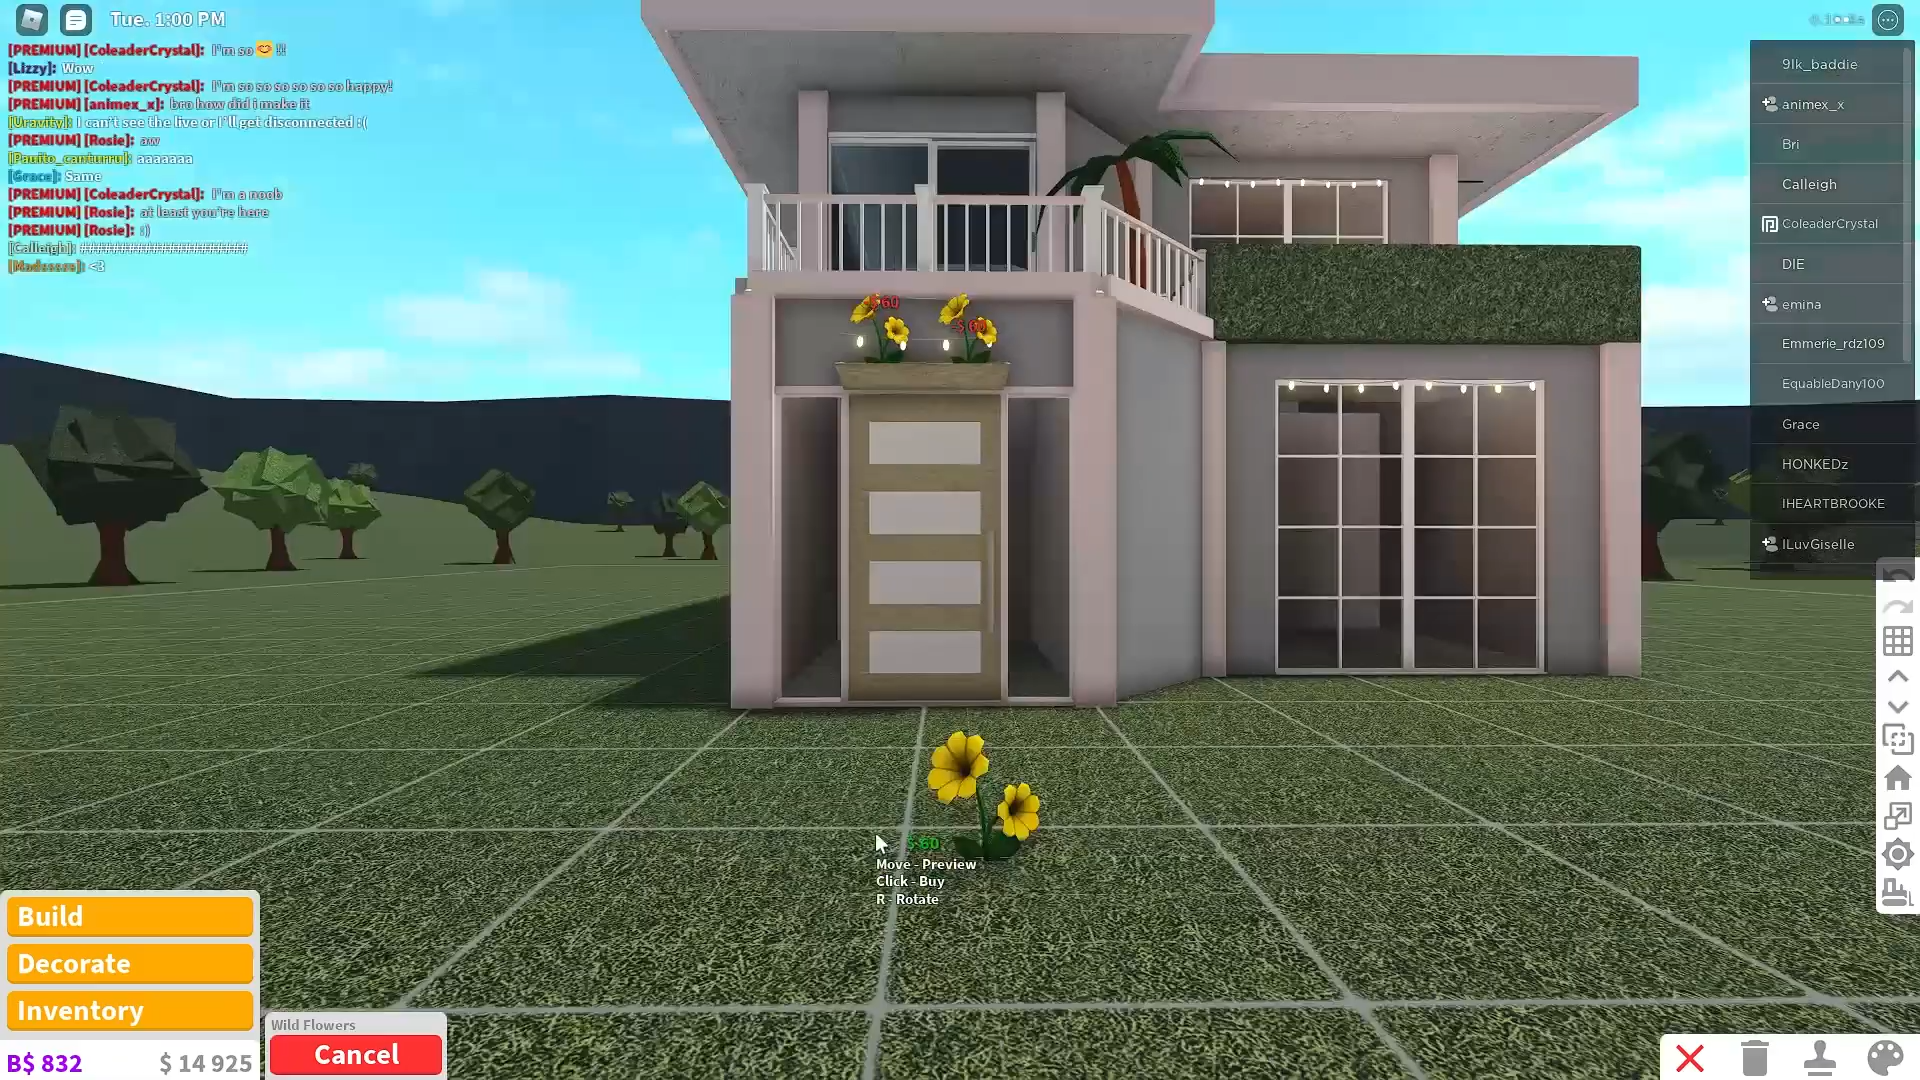 Tue. 1:00 PM
[PREMIUM] [ColeaderCrystal]: I'm so 😊 !!
[Lizzy]: Wow
[PREMIUM] [ColeaderCrystal]: I'm so so so so so so happy!
[PREMIUM] [animex_x]: bro how did i make it
[Uravity]: I can't see the live or I'll get disconnected :(
[PREMIUM] [Rosie]: aw
[Pauito_canturru]: aaaaaaa
[Grace]: Same
[PREMIUM] [ColeaderCrystal]: I'm a noob
[PREMIUM] [Rosie]: at least you're here
[PREMIUM] [Rosie]: :)
[Calleigh]: ######################
<3
9lk_baddie
animex_x
Bri
Calleigh
ColeaderCrystal
DIE
emina
Emmerie_rdz109
EquableDany100
Grace
HONKEDz
IHEARTBROOKE
ILuvGiselle
-$ 60
-$ 60
$ 60
Move - Preview
Click - Buy
R - Rotate
Build
Decorate
Inventory
B$ 832
$ 14 925
Wild Flowers
Cancel